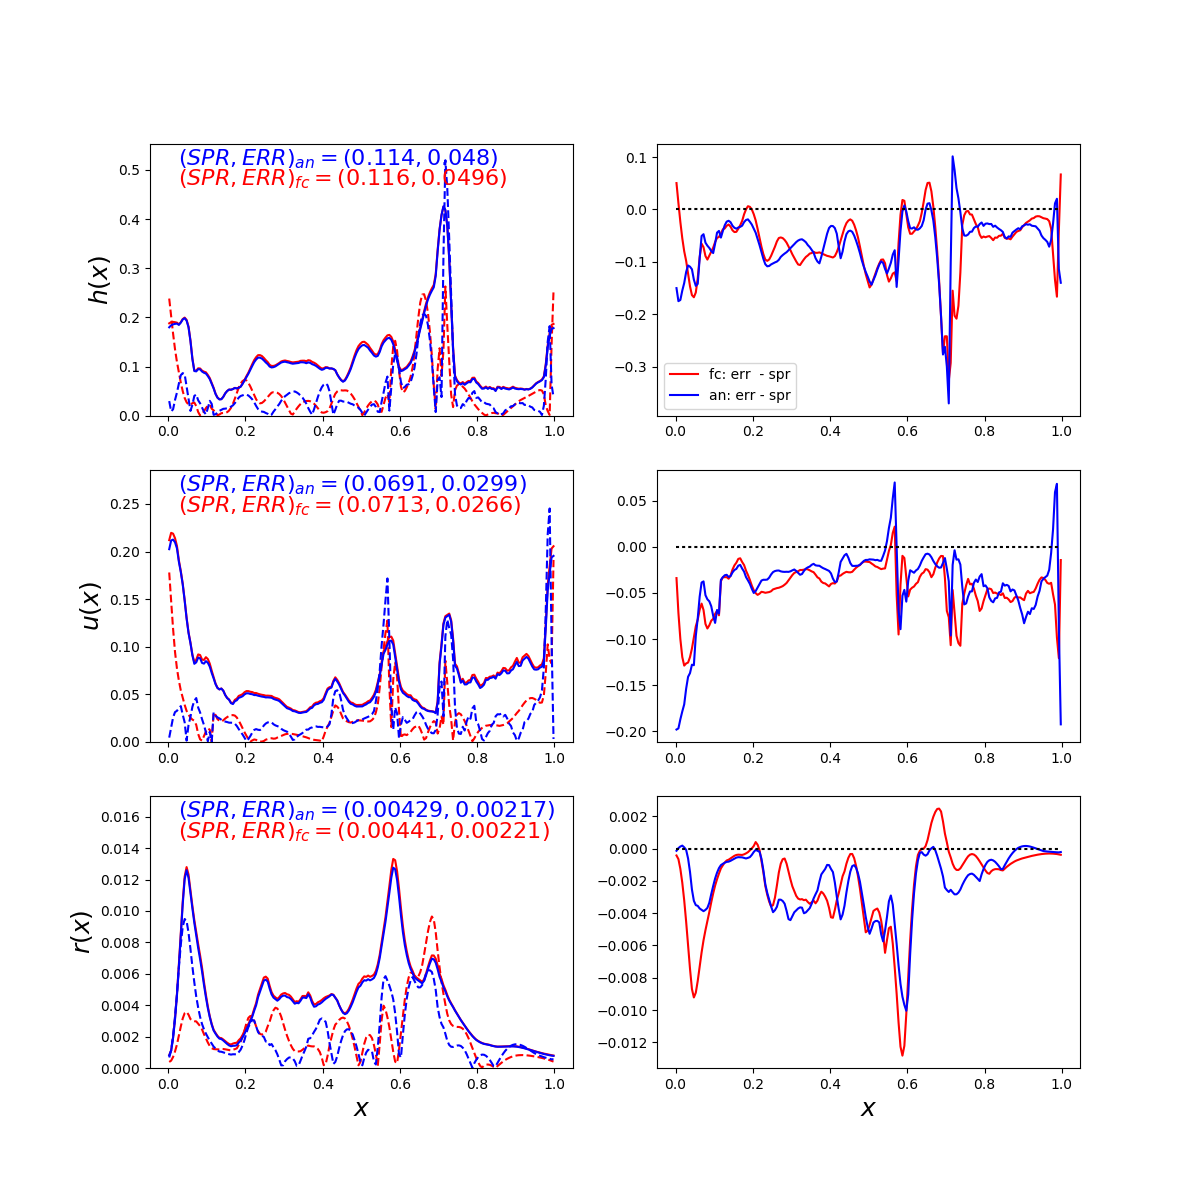 (SPR, ERR)an = (0.114, 0.048)
(SPR, ERR)fc = (0.116, 0.0496)
h(x)
0.5
0.4
0.3
0.2
0.1
0.0
0.0 0.2 0.4 0.6 0.8 1.0
0.1
0.0
−0.1
−0.2
−0.3
fc: err - spr
an: err - spr
0.0 0.2 0.4 0.6 0.8 1.0
(SPR, ERR)an = (0.0691, 0.0299)
(SPR, ERR)fc = (0.0713, 0.0266)
u(x)
0.25
0.20
0.15
0.10
0.05
0.00
0.0 0.2 0.4 0.6 0.8 1.0
0.05
0.00
−0.05
−0.10
−0.15
−0.20
0.0 0.2 0.4 0.6 0.8 1.0
(SPR, ERR)an = (0.00429, 0.00217)
(SPR, ERR)fc = (0.00441, 0.00221)
r(x)
0.016
0.014
0.012
0.010
0.008
0.006
0.004
0.002
0.000
0.0 0.2 0.4 0.6 0.8 1.0
x
0.002
0.000
−0.002
−0.004
−0.006
−0.008
−0.010
−0.012
0.0 0.2 0.4 0.6 0.8 1.0
x